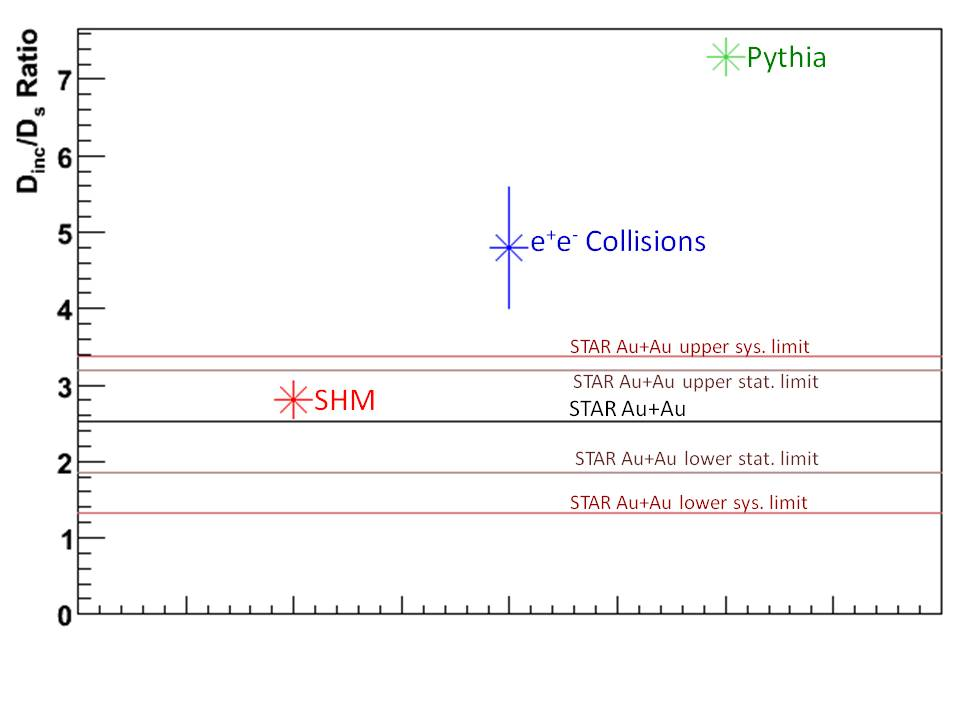 D_inc/D_s Ratio
7
6
5
4
3
2
1
0
Pythia
e⁺e⁻ Collisions
STAR Au+Au upper sys. limit
STAR Au+Au upper stat. limit
SHM
STAR Au+Au
STAR Au+Au lower stat. limit
STAR Au+Au lower sys. limit